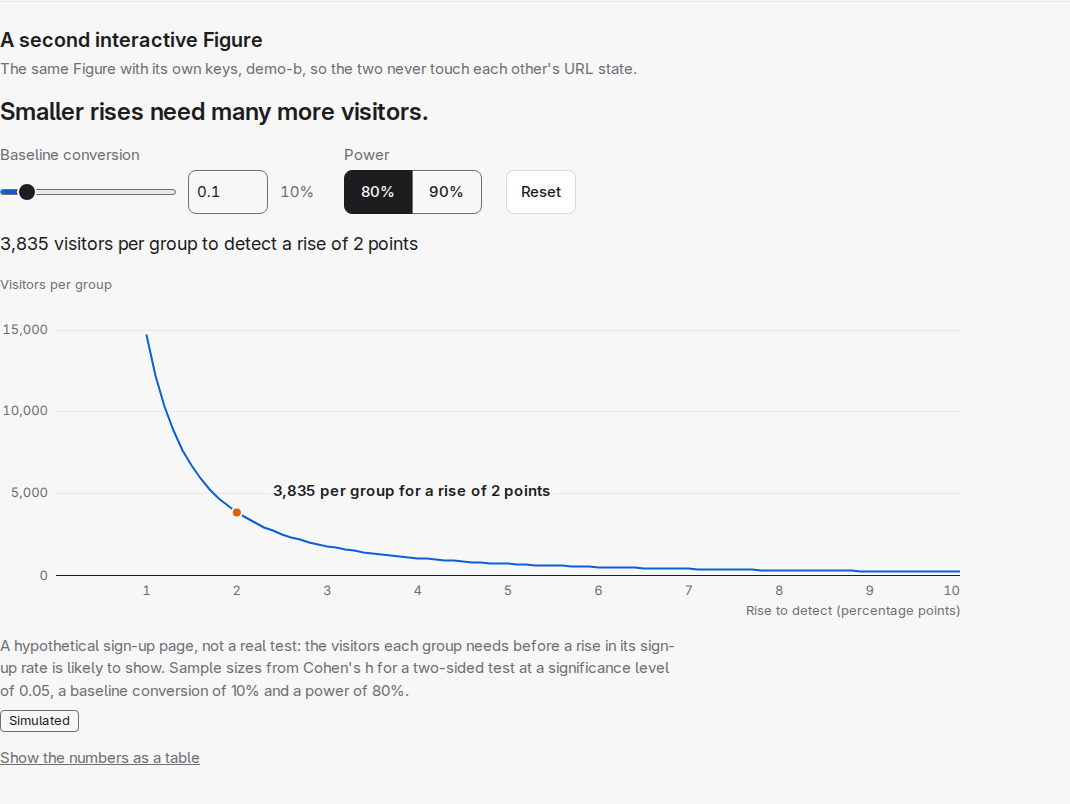 A second interactive Figure
The same Figure with its own keys, demo-b, so the two never touch each other's URL state.
Smaller rises need many more visitors.
Baseline conversion
Power
0.1
10%
80%
90%
Reset
3,835 visitors per group to detect a rise of 2 points
Visitors per group
15,000
10,000
5,000
3,835 per group for a rise of 2 points
0
1 2 3 4 5 6 7 8 9 10
Rise to detect (percentage points)
A hypothetical sign-up page, not a real test: the visitors each group needs before a rise in its sign-
up rate is likely to show. Sample sizes from Cohen's h for a two-sided test at a significance level
of 0.05, a baseline conversion of 10% and a power of 80%.
Simulated
Show the numbers as a table